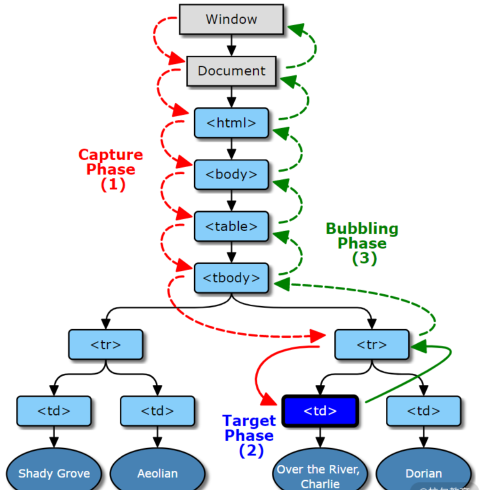 Window
Document
<html>
Capture
Phase
(1)
<body>
<table>
Bubbling
Phase
(3)
<tbody>
<tr>
<tr>
<td>
<td>
Target
Phase
(2)
<td>
<td>
Shady Grove
Aeolian
Over the River,
Charlie
Dorian